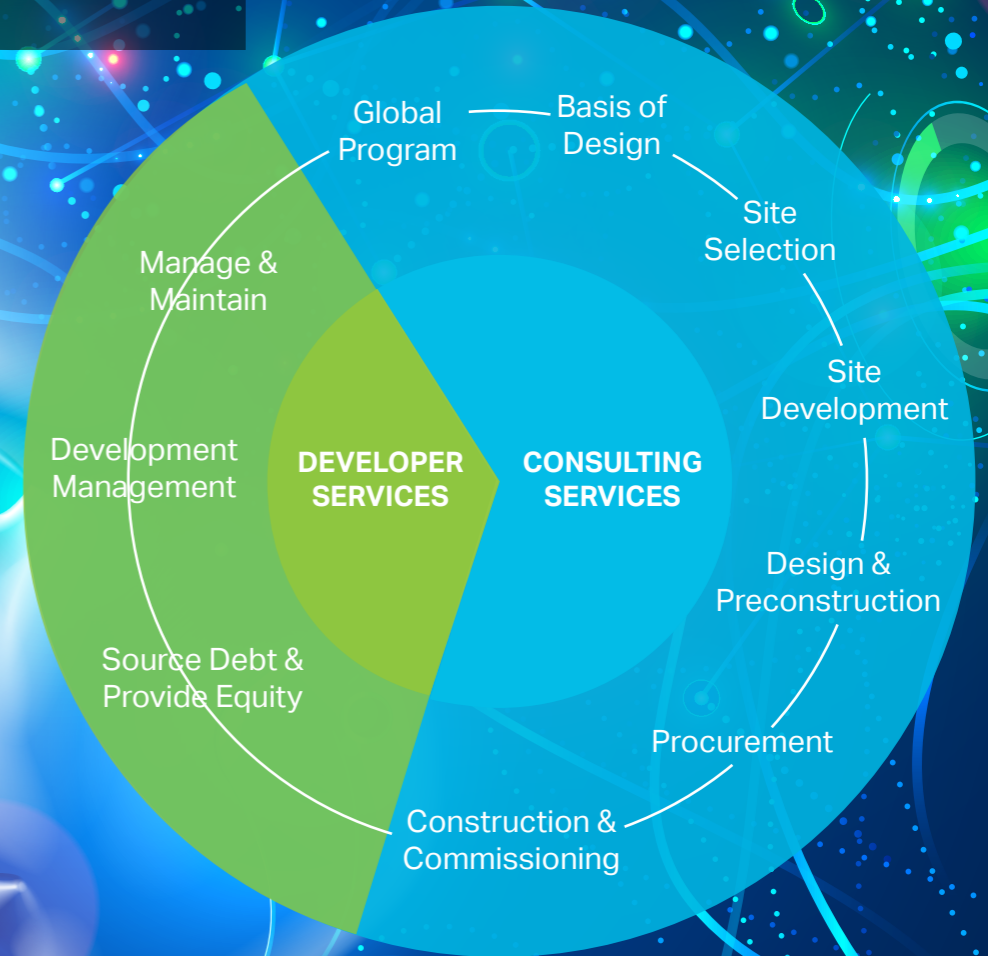 Global
Program
Basis of
Design
Site
Selection
Site
Development
Design &
Preconstruction
Procurement
Construction &
Commissioning
Source Debt &
Provide Equity
Development
Management
Manage &
Maintain
DEVELOPER
SERVICES
CONSULTING
SERVICES